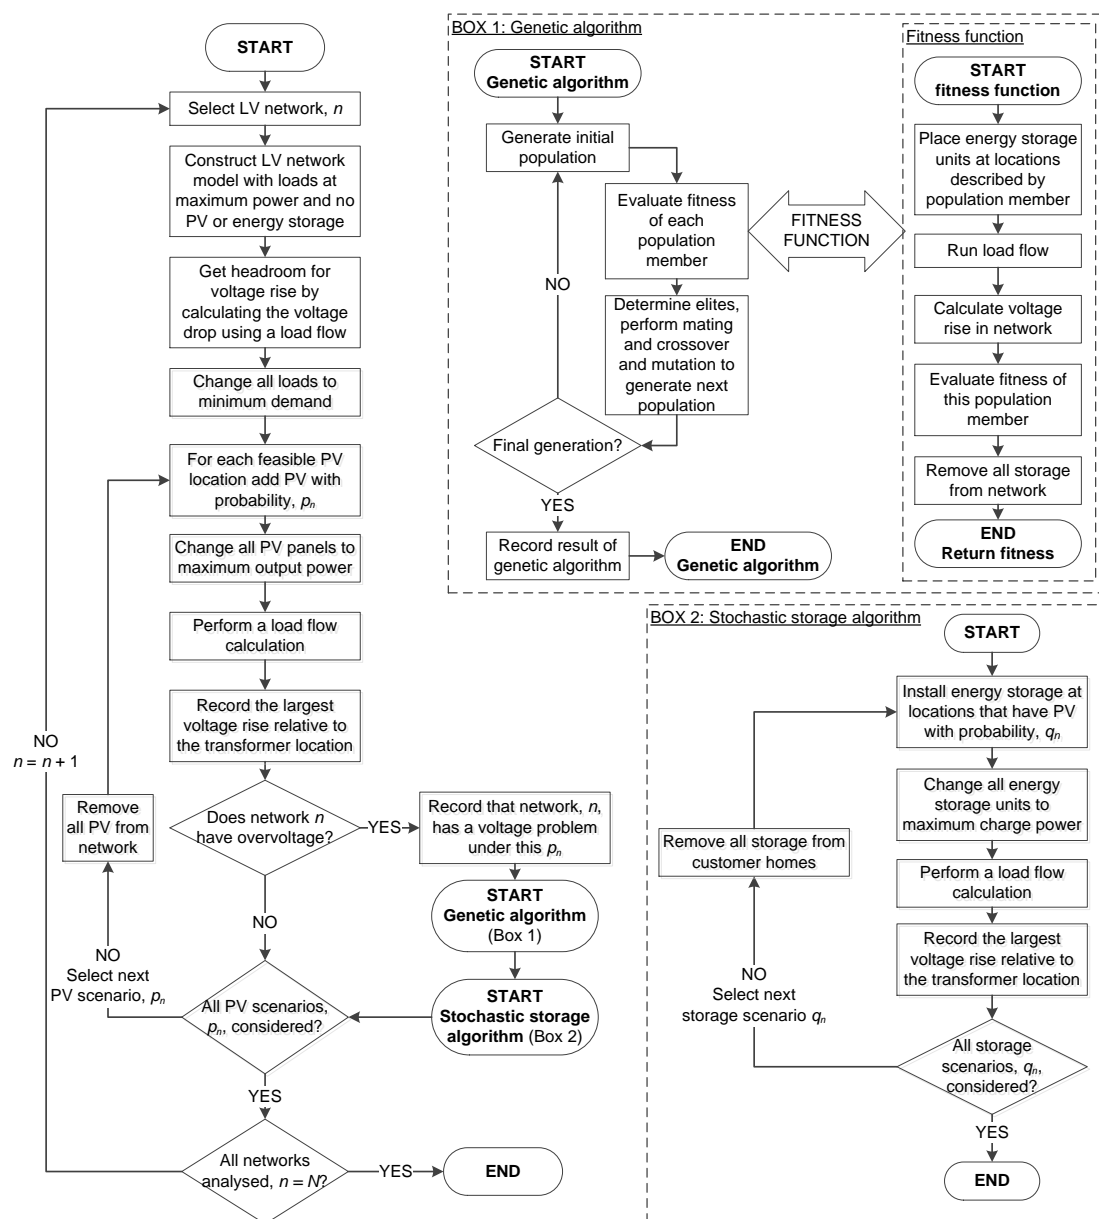 START
Select LV network, n
Construct LV network
model with loads at
maximum power and no
PV or energy storage
Get headroom for
voltage rise by
calculating the voltage
drop using a load flow
Change all loads to
minimum demand
For each feasible PV
location add PV with
probability, pn
Change all PV panels to
maximum output power
Perform a load flow
calculation
Record the largest
voltage rise relative to
the transformer location
NO
n = n + 1
Remove
all PV from
network
Does network n
have overvoltage?
YES
Record that network, n,
has a voltage problem
under this pn
START
Genetic algorithm
(Box 1)
NO
NO
Select next
PV scenario, pn
All PV scenarios,
pn, considered?
START
Stochastic storage
algorithm (Box 2)
YES
All networks
analysed, n = N?
YES
END
BOX 1: Genetic algorithm
START
Genetic algorithm
Generate initial
population
Evaluate fitness
of each
population
member
FITNESS
FUNCTION
NO
Determine elites,
perform mating
and crossover
and mutation to
generate next
population
Final generation?
YES
Record result of
genetic algorithm
END
Genetic algorithm
Fitness function
START
fitness function
Place energy storage
units at locations
described by
population member
Run load flow
Calculate voltage
rise in network
Evaluate fitness of
this population
member
Remove all storage
from network
END
Return fitness
BOX 2: Stochastic storage algorithm
START
Install energy storage at
locations that have PV
with probability, qn
Change all energy
storage units to
maximum charge power
Remove all storage from
customer homes
Perform a load flow
calculation
Record the largest
voltage rise relative to
the transformer location
NO
Select next
storage scenario qn
All storage
scenarios, qn,
considered?
YES
END